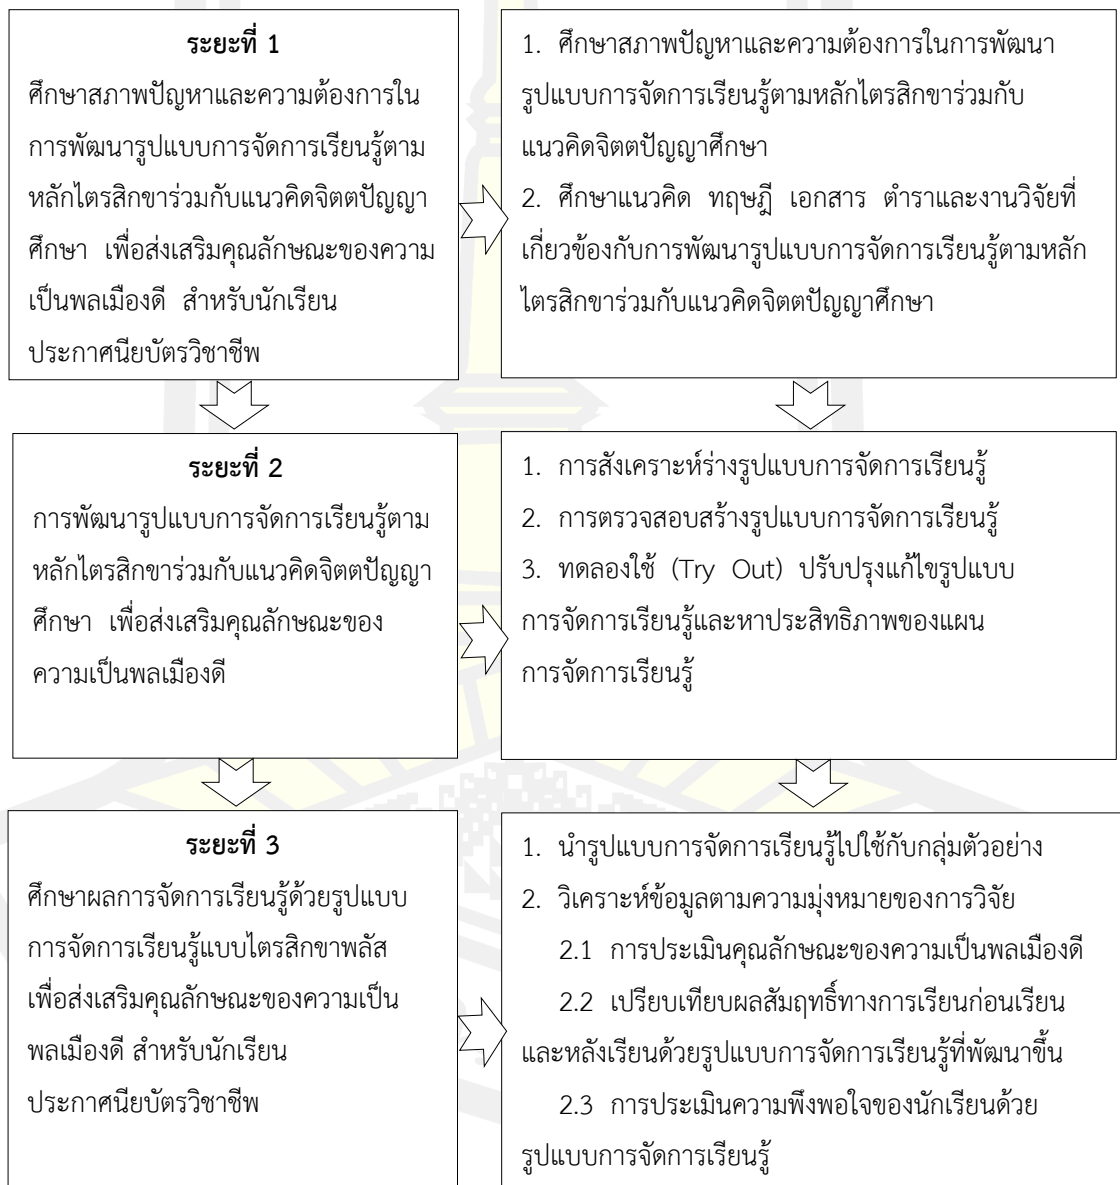 ระยะที่ 1
ศึกษาสภาพปัญหาและความต้องการใน
การพัฒนารูปแบบการจัดการเรียนรู้ตาม
หลักไตรสิกขาร่วมกับแนวคิดจิตตปัญญา
ศึกษา เพื่อส่งเสริมคุณลักษณะของความ
เป็นพลเมืองดี สำหรับนักเรียน
ประกาศนียบัตรวิชาชีพ
1. ศึกษาสภาพปัญหาและความต้องการในการพัฒนา
รูปแบบการจัดการเรียนรู้ตามหลักไตรสิกขาร่วมกับ
แนวคิดจิตตปัญญาศึกษา
2. ศึกษาแนวคิด ทฤษฎี เอกสาร ตำราและงานวิจัยที่
เกี่ยวข้องกับการพัฒนารูปแบบการจัดการเรียนรู้ตามหลัก
ไตรสิกขาร่วมกับแนวคิดจิตตปัญญาศึกษา
ระยะที่ 2
การพัฒนารูปแบบการจัดการเรียนรู้ตาม
หลักไตรสิกขาร่วมกับแนวคิดจิตตปัญญา
ศึกษา เพื่อส่งเสริมคุณลักษณะของ
ความเป็นพลเมืองดี
1. การสังเคราะห์ร่างรูปแบบการจัดการเรียนรู้
2. การตรวจสอบสร้างรูปแบบการจัดการเรียนรู้
3. ทดลองใช้ (Try Out) ปรับปรุงแก้ไขรูปแบบ
การจัดการเรียนรู้และหาประสิทธิภาพของแผน
การจัดการเรียนรู้
ระยะที่ 3
ศึกษาผลการจัดการเรียนรู้ด้วยรูปแบบ
การจัดการเรียนรู้แบบไตรสิกขาพลัส
เพื่อส่งเสริมคุณลักษณะของความเป็น
พลเมืองดี สำหรับนักเรียน
ประกาศนียบัตรวิชาชีพ
1. นำรูปแบบการจัดการเรียนรู้ไปใช้กับกลุ่มตัวอย่าง
2. วิเคราะห์ข้อมูลตามความมุ่งหมายของการวิจัย
2.1 การประเมินคุณลักษณะของความเป็นพลเมืองดี
2.2 เปรียบเทียบผลสัมฤทธิ์ทางการเรียนก่อนเรียน
และหลังเรียนด้วยรูปแบบการจัดการเรียนรู้ที่พัฒนาขึ้น
2.3 การประเมินความพึงพอใจของนักเรียนด้วย
รูปแบบการจัดการเรียนรู้